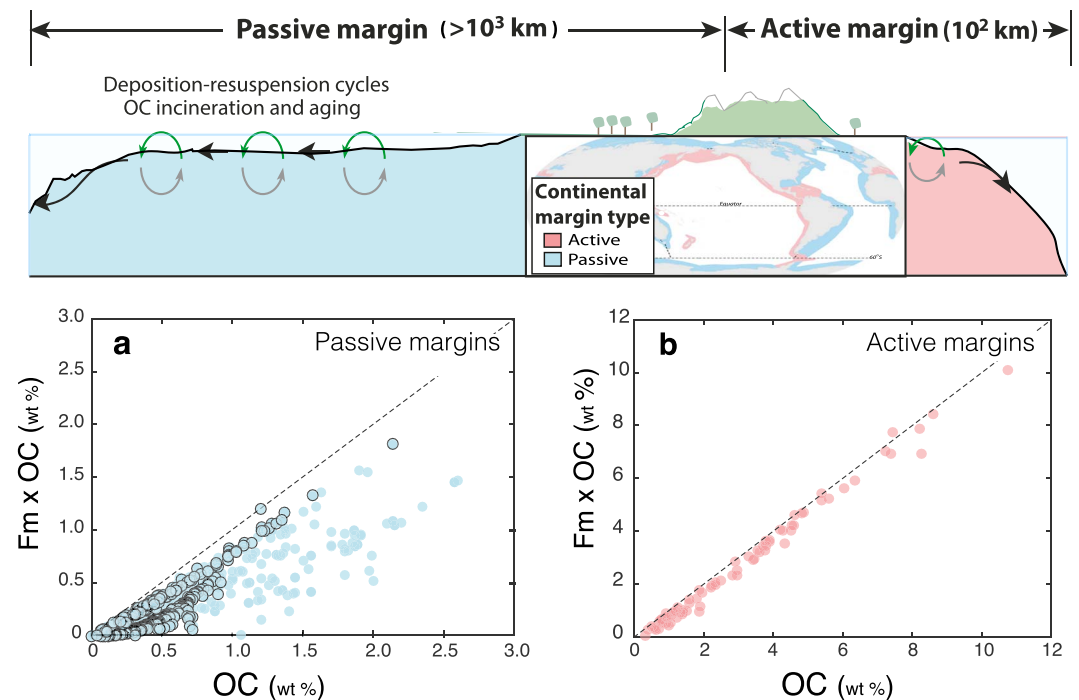 Passive margin (>10³ km)
Active margin (10² km)
Deposition-resuspension cycles
OC incineration and aging
Continental
margin type
Active
Passive
Equator
60°S
a
Passive margins
3.0
2.5
2.0
1.5
1.0
0.5
0
0
0.5
1.0
1.5
2.0
2.5
3.0
Fm x OC (wt %)
OC (wt %)
b
Active margins
12
10
8
6
4
2
0
0
2
4
6
8
10
12
Fm x OC (wt %)
OC (wt %)